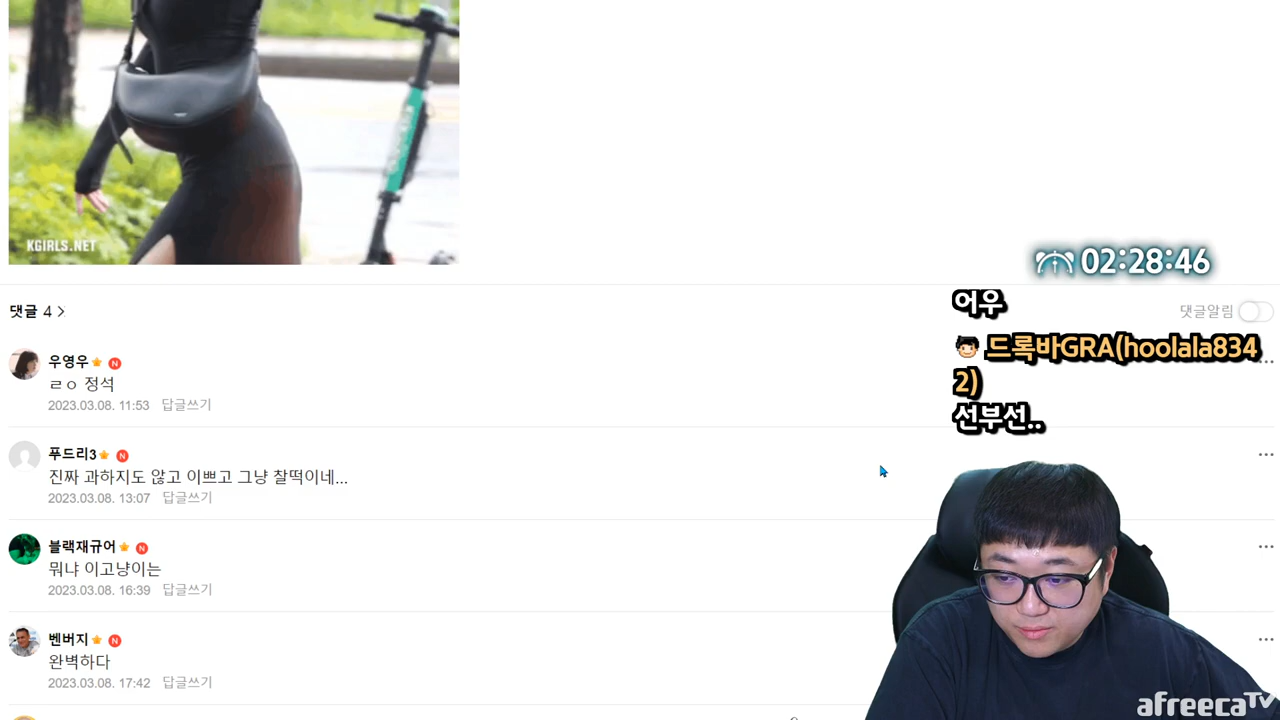 KGIRLS.NET
02:28:46
댓글 4 >
댓글알림
어우
드록바GRA(hoolala834
2)
선부선..
우영우 N
ㄹㅇ 정석
2023.03.08. 11:53 답글쓰기
푸드리3 N
진짜 과하지도 않고 이쁘고 그냥 찰떡이네...
2023.03.08. 13:07 답글쓰기
블랙재규어 N
뭐냐 이고냥이는
2023.03.08. 16:39 답글쓰기
벤버지 N
완벽하다
2023.03.08. 17:42 답글쓰기
afreecaTV